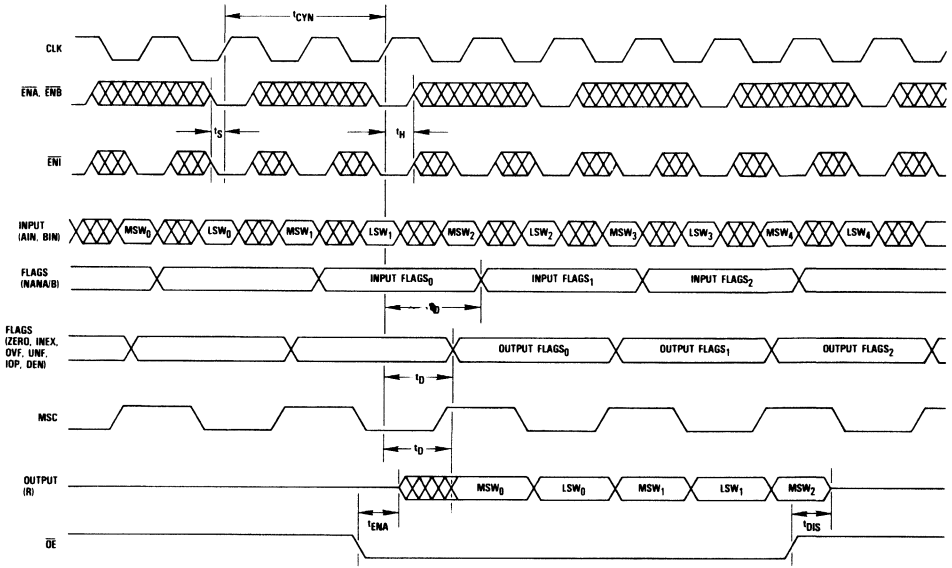 tCYN
CLK
ENA, ENB
tS
tH
ENI
INPUT
(AIN, BIN)
MSW0 LSW0 MSW1 LSW1 MSW2 LSW2 MSW3 LSW3 MSW4 LSW4
FLAGS
(NANA/B)
INPUT FLAGS0 INPUT FLAGS1 INPUT FLAGS2
tD
FLAGS
(ZERO, INEX,
OVF, UNF,
IOP, DEN)
OUTPUT FLAGS0 OUTPUT FLAGS1 OUTPUT FLAGS2
tD
MSC
tD
OUTPUT
(R)
MSW0 LSW0 MSW1 LSW1 MSW2
tENA
tDIS
OE